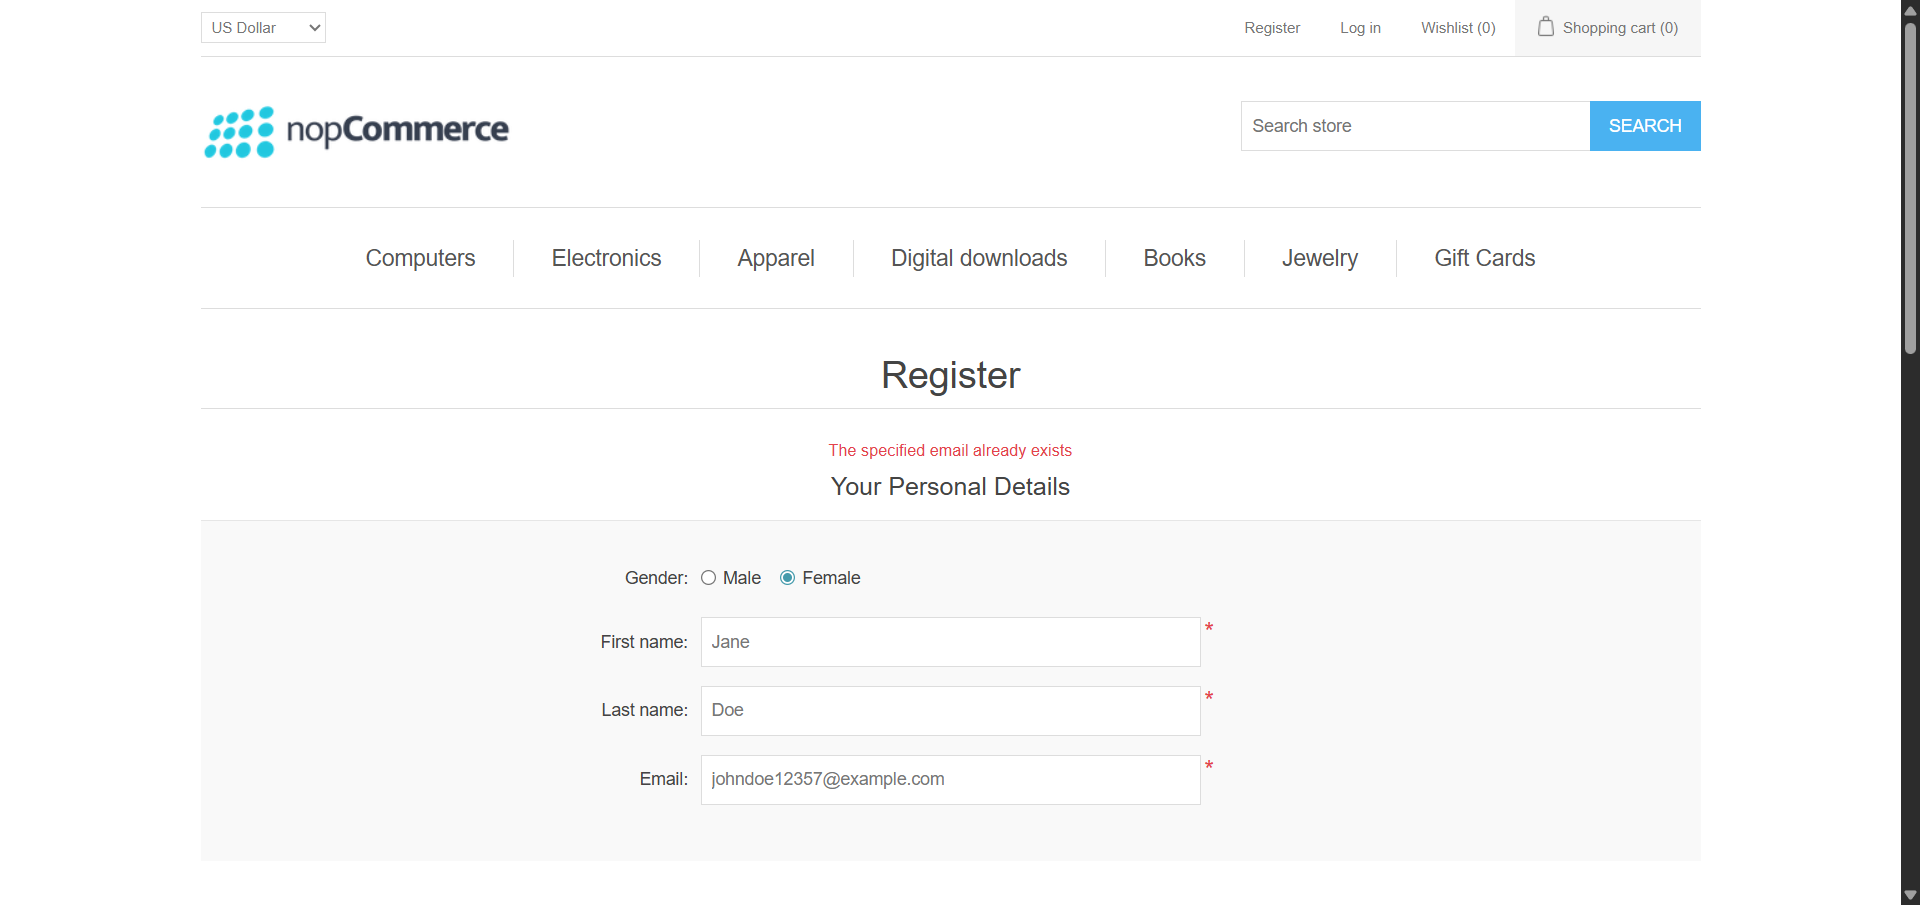 US Dollar
Register
Log in
Wishlist (0)
Shopping cart (0)
nopCommerce
Search store
SEARCH
Computers
Electronics
Apparel
Digital downloads
Books
Jewelry
Gift Cards
Register
The specified email already exists
Your Personal Details
Gender: Male Female
First name: Jane *
Last name: Doe *
Email: johndoe12357@example.com *